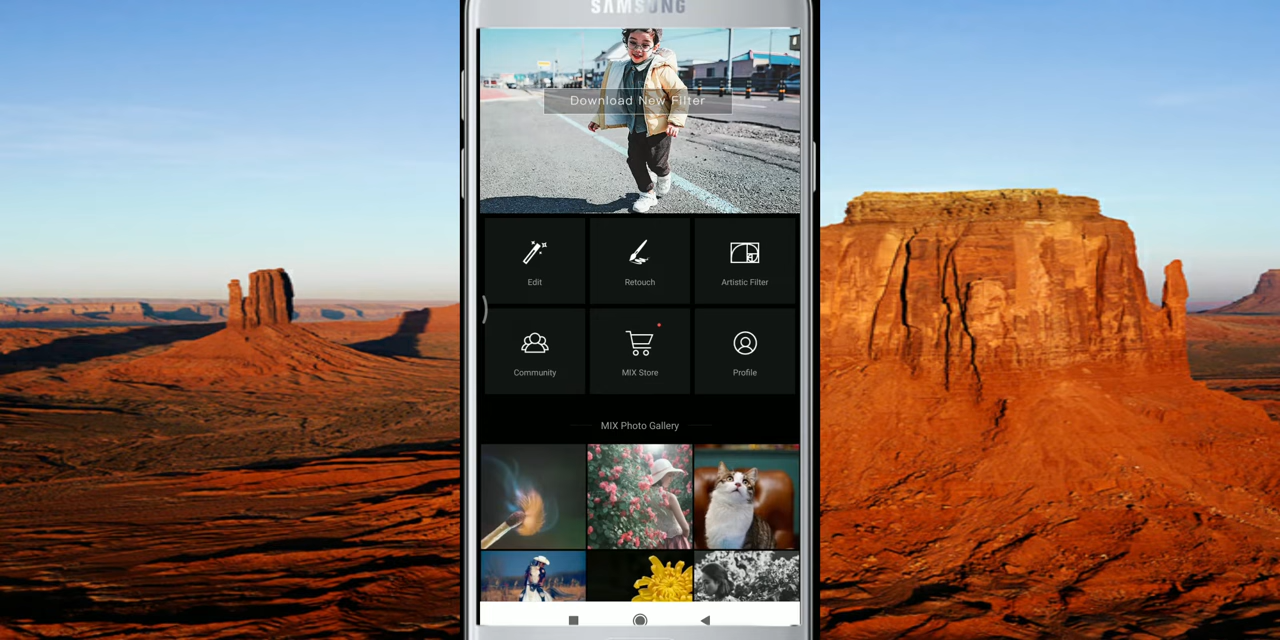 SAMSUNG
Download New Filter
Edit
Retouch
Artistic Filter
Community
MIX Store
Profile
MIX Photo Gallery